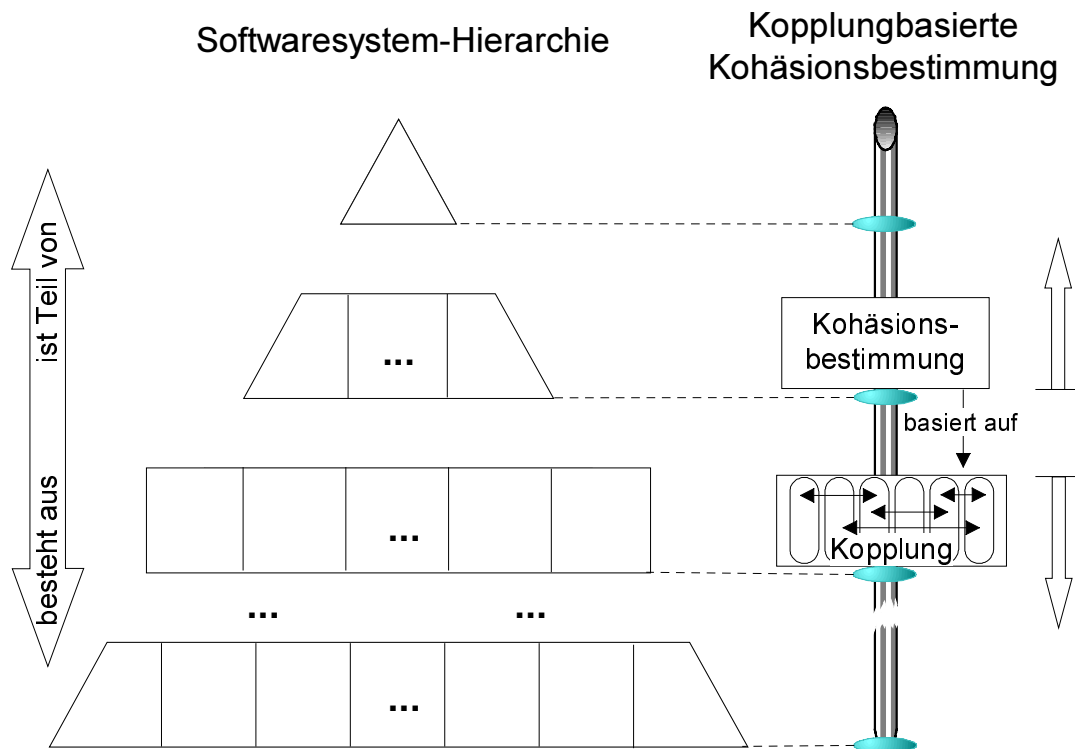 Softwaresystem-Hierarchie
Kopplungbasierte
Kohäsionsbestimmung
ist Teil von
besteht aus
...
Kohäsions-
bestimmung
basiert auf
...
Kopplung
... ...
...